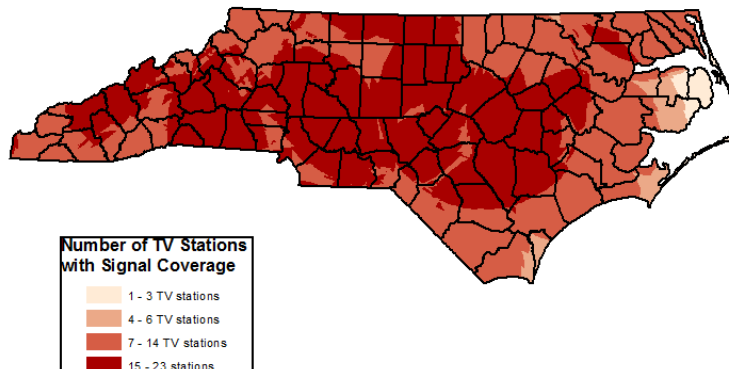 Number of TV Stations
with Signal Coverage
1 - 3 TV stations
4 - 6 TV stations
7 - 14 TV stations
15 - 23 stations